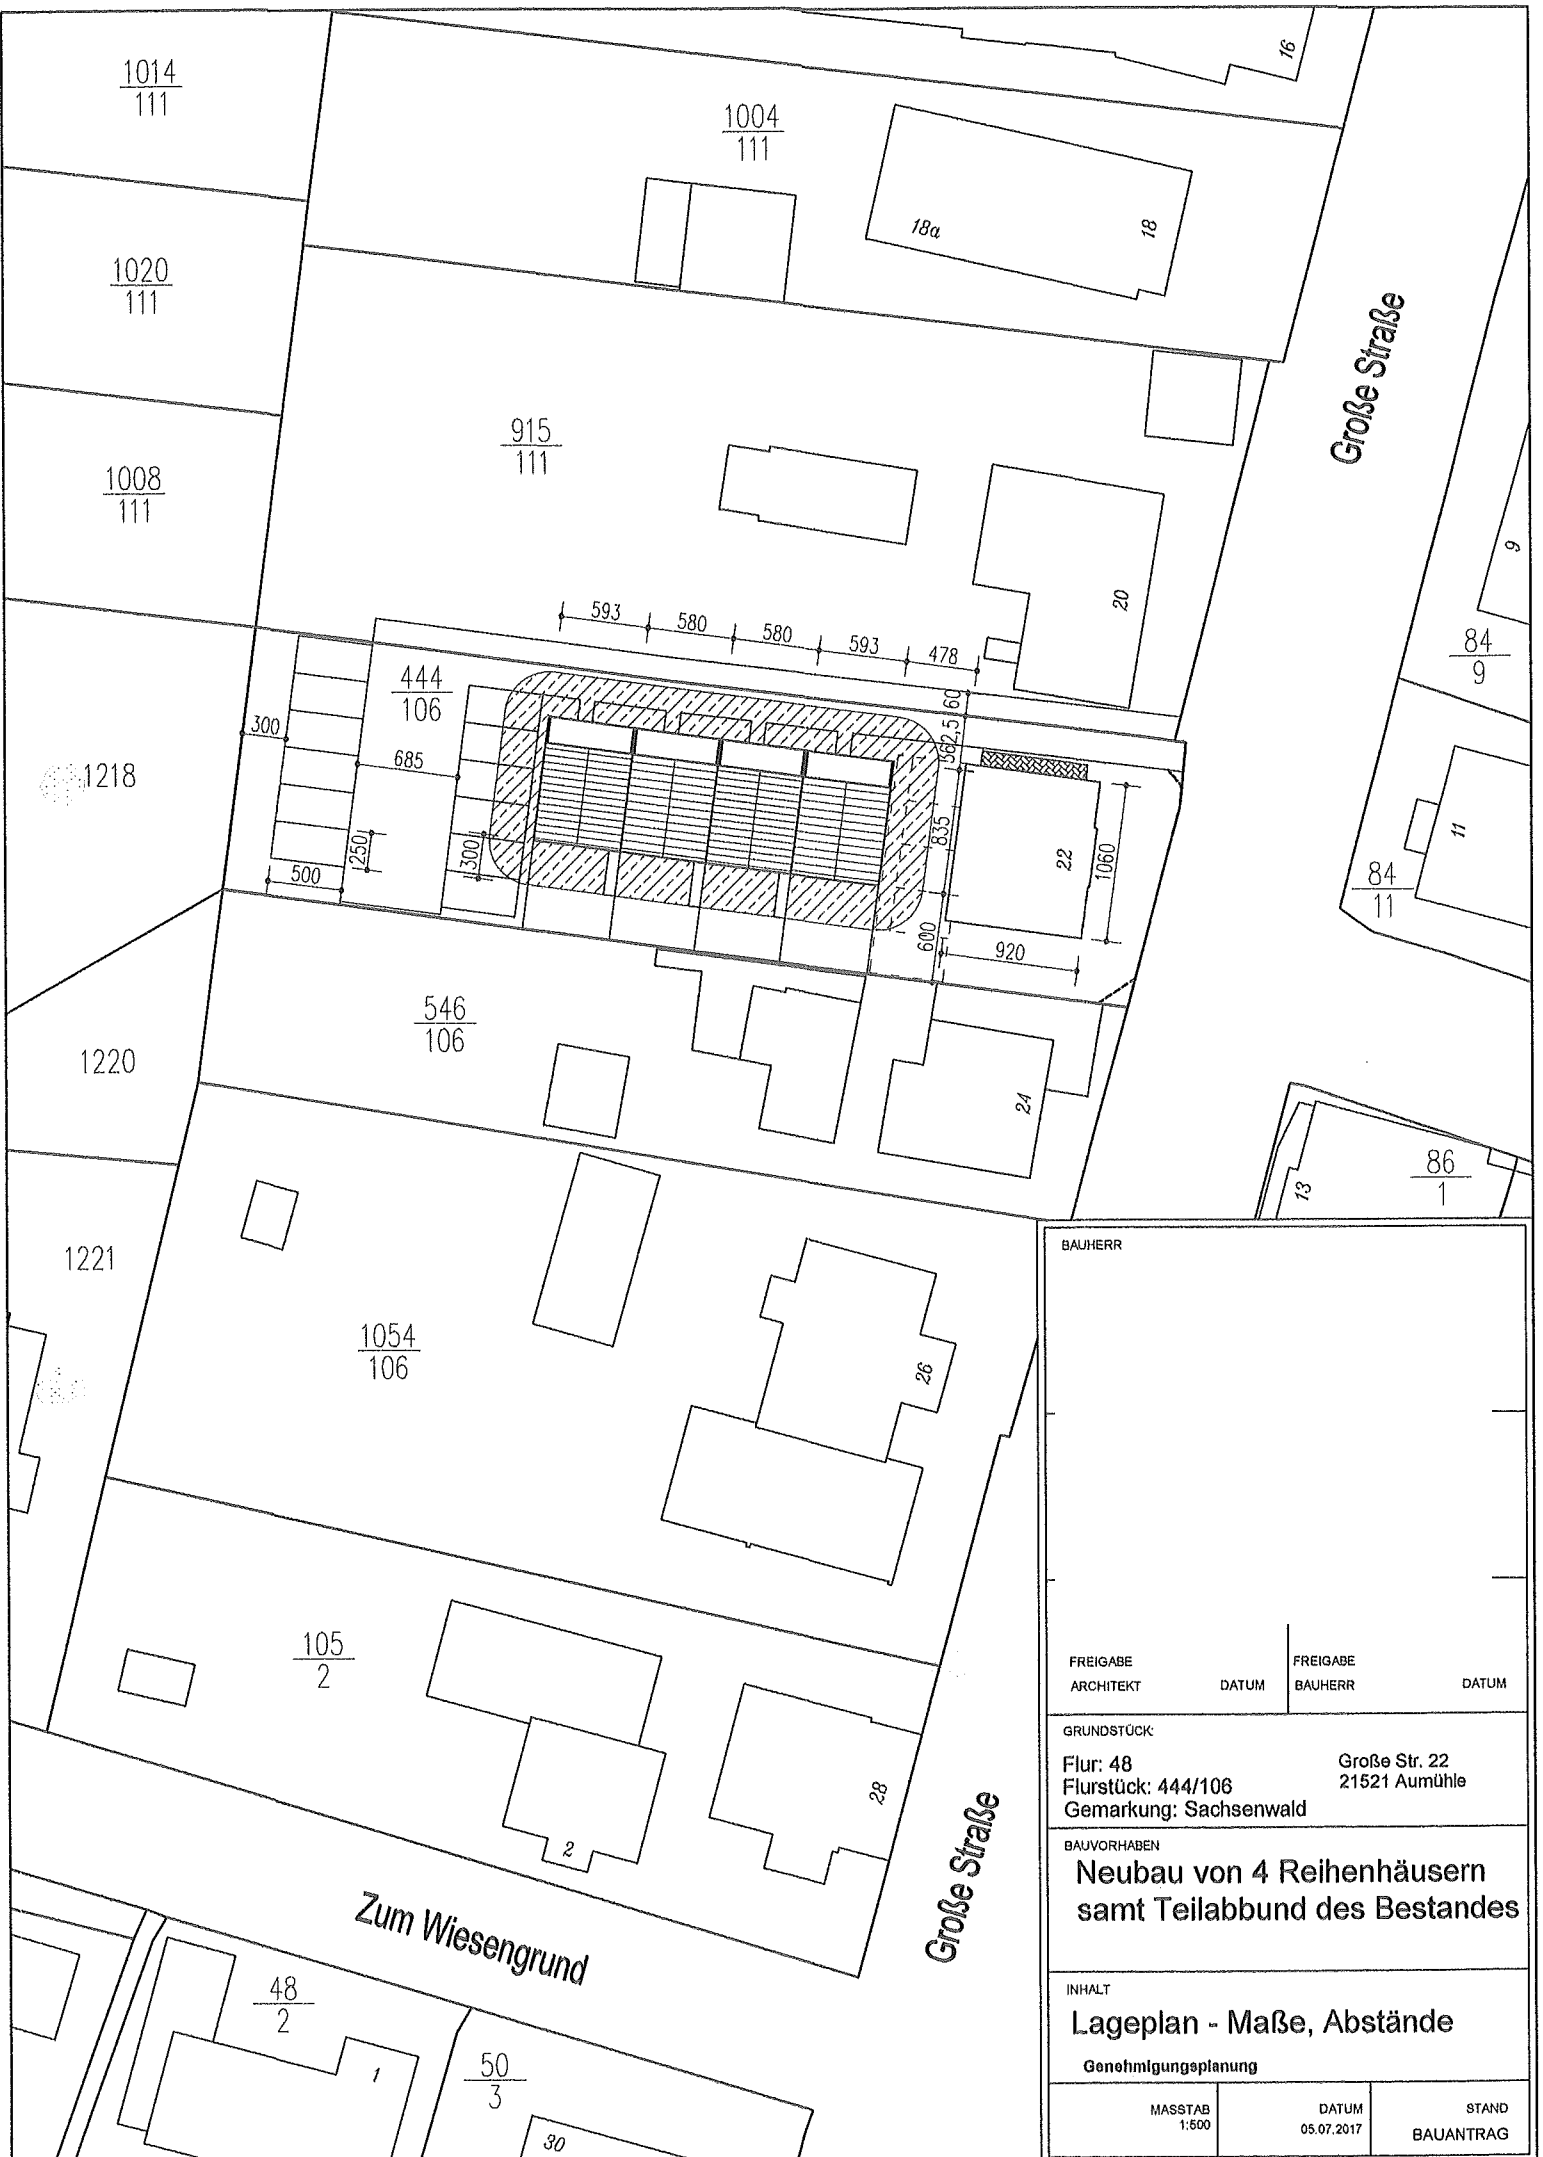 16
1014
111
1004
111
18a
18
1020
111
Große Straße
915
111
1008
111
9
20
593
580
580
593
478
84
9
444
106
60
562,5
300
685
1218
835
22
1060
11
250
300
500
84
11
600
920
546
106
1220
24
86
1
13
1221
1054
106
26
105
2
28
2
Große Straße
Zum Wiesengrund
48
2
1
50
3
30
BAUHERR
FREIGABE
ARCHITEKT DATUM
FREIGABE
BAUHERR DATUM
GRUNDSTÜCK:
Flur: 48
Flurstück: 444/106
Gemarkung: Sachsenwald
Große Str. 22
21521 Aumühle
BAUVORHABEN
Neubau von 4 Reihenhäusern
samt Teilabbund des Bestandes
INHALT
Lageplan - Maße, Abstände
Genehmigungsplanung
MASSTAB
1:500
DATUM
05.07.2017
STAND
BAUANTRAG